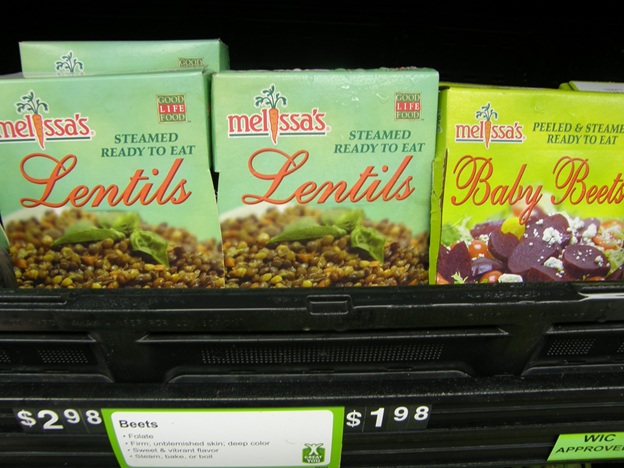 melissa's
GOOD
LIFE
FOOD
STEAMED
READY TO EAT
Lentils
melissa's
GOOD
LIFE
FOOD
STEAMED
READY TO EAT
Lentils
melissa's
PEELED & STEAME
READY TO EAT
Baby Beets
$2 98
Beets
• Folate
• Firm, unblemished skin; deep color
• Sweet & vibrant flavor
• Steam, bake, or boil
$1 98
WIC
APPROVE